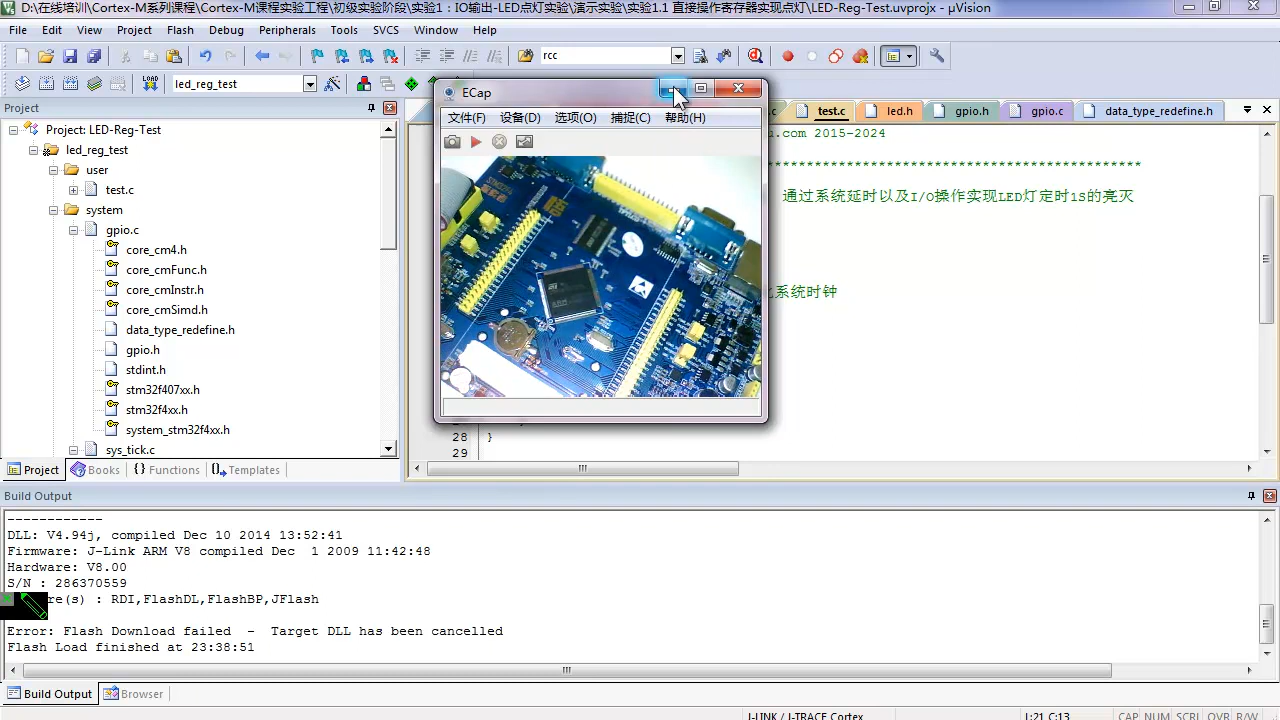 D:\在线培训\Cortex-M系列课程\Cortex-M课程实验工程\初级实验阶段\实验1：IO输出-LED点灯实验\演示实验\实验1.1 直接操作寄存器实现点灯\LED-Reg-Test.uvprojx - µVision
File Edit View Project Flash Debug Peripherals Tools SVCS Window Help
rcc
LOAD
led_reg_test
Project
Project: LED-Reg-Test
led_reg_test
user
test.c
system
gpio.c
core_cm4.h
core_cmFunc.h
core_cmInstr.h
core_cmSimd.h
data_type_redefine.h
gpio.h
stdint.h
stm32f407xx.h
stm32f4xx.h
system_stm32f4xx.h
sys_tick.c
Project Books {} Functions Templates
ECap
文件(F) 设备(D) 选项(O) 捕捉(C) 帮助(H)
.c test.c led.h gpio.h gpio.c data_type_redefine.h
u.com 2015-2024
***********************************************
通过系统延时以及I/O操作实现LED灯定时1S的亮灭
系统时钟
28 }
29
Build Output
------------
DLL: V4.94j, compiled Dec 10 2014 13:52:41
Firmware: J-Link ARM V8 compiled Dec  1 2009 11:42:48
Hardware: V8.00
S/N : 286370559
re(s) : RDI,FlashDL,FlashBP,JFlash
Error: Flash Download failed  -  Target DLL has been cancelled
Flash Load finished at 23:38:51
Build Output Browser
J-LINK / J-TRACE Cortex L:21 C:13 CAP NUM SCRL OVR R/W